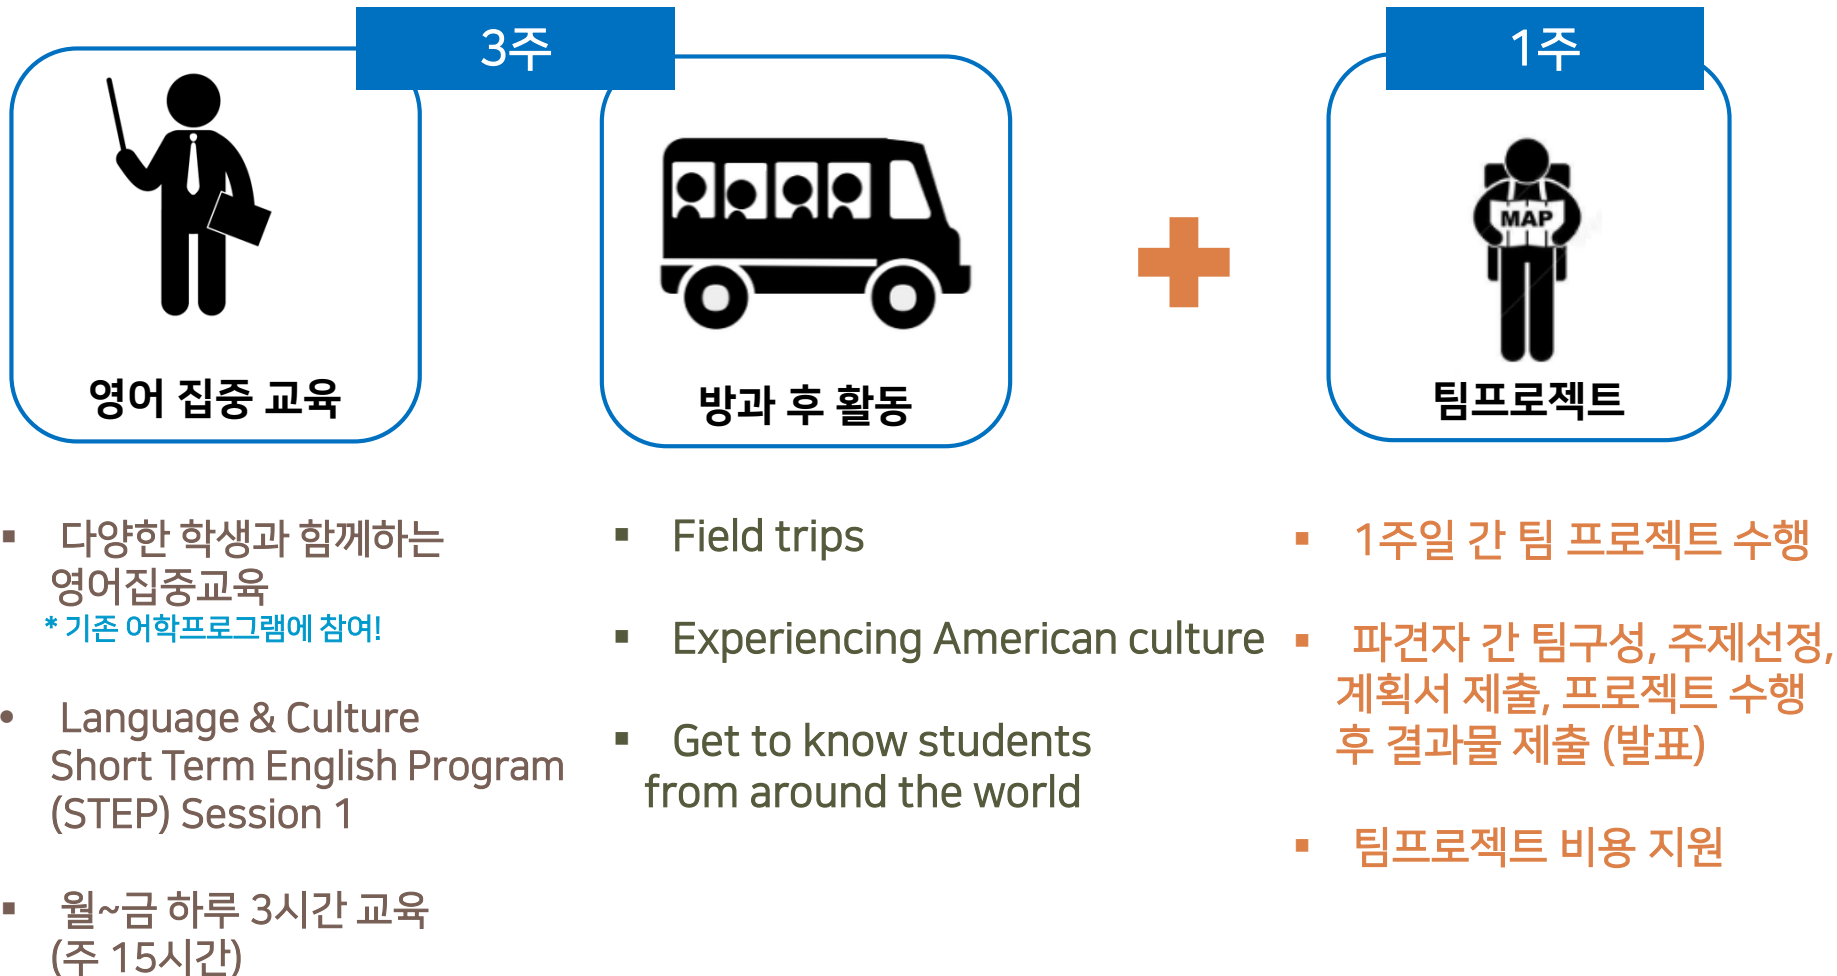 3주
영어 집중 교육
방과 후 활동
▪ 다양한 학생과 함께하는
영어집중교육
* 기존 어학프로그램에 참여!
• Language & Culture
Short Term English Program
(STEP) Session 1
▪ 월~금 하루 3시간 교육
(주 15시간)
▪ Field trips
▪ Experiencing American culture
▪ Get to know students
from around the world
1주
MAP
팀프로젝트
▪ 1주일 간 팀 프로젝트 수행
▪ 파견자 간 팀구성, 주제선정,
계획서 제출, 프로젝트 수행
후 결과물 제출 (발표)
▪ 팀프로젝트 비용 지원